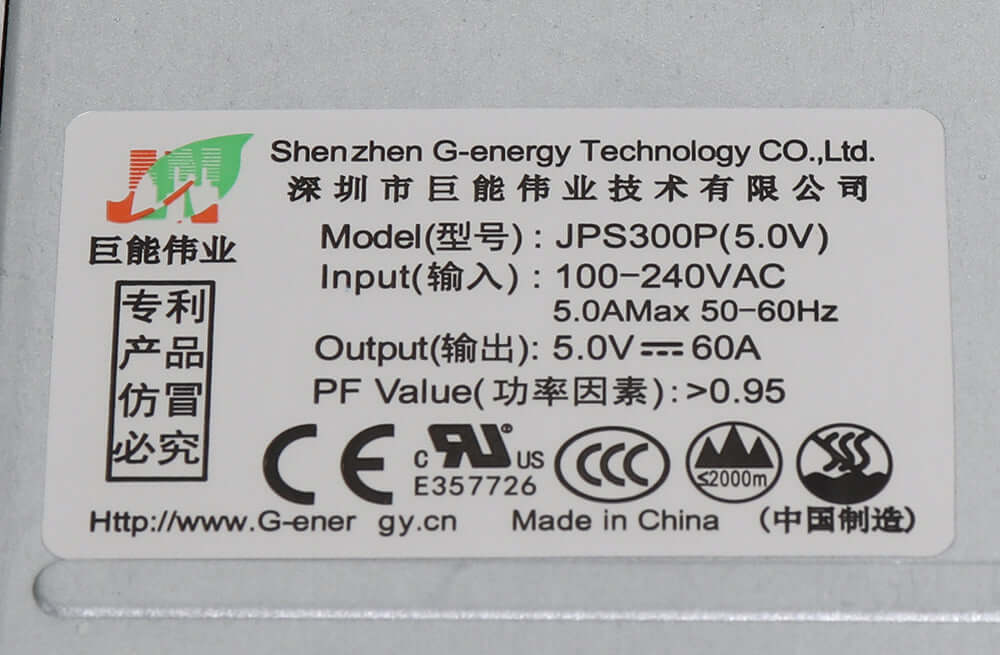 Shenzhen G-energy Technology CO.,Ltd.
深圳市巨能伟业技术有限公司
巨能伟业
Model(型号) : JPS300P(5.0V)
Input(输入) : 100-240VAC
5.0AMax 50-60Hz
Output(输出): 5.0V⎓60A
PF Value(功率因素):>0.95
专利
产品
仿冒
必究
CE
c RU US
E357726
CCC
≤2000m
Http://www.G-ener gy.cn
Made in China (中国制造)